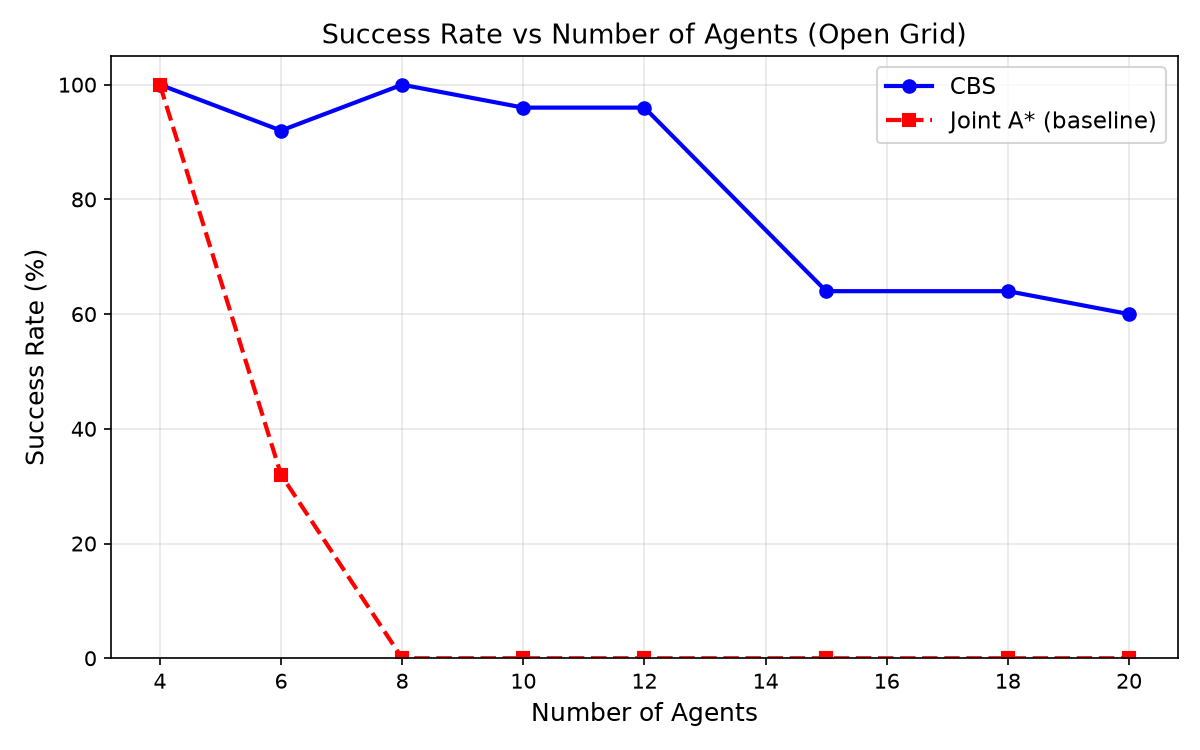 Success Rate vs Number of Agents (Open Grid)
CBS
Joint A* (baseline)
Success Rate (%)
100
80
60
40
20
0
4 6 8 10 12 14 16 18 20
Number of Agents